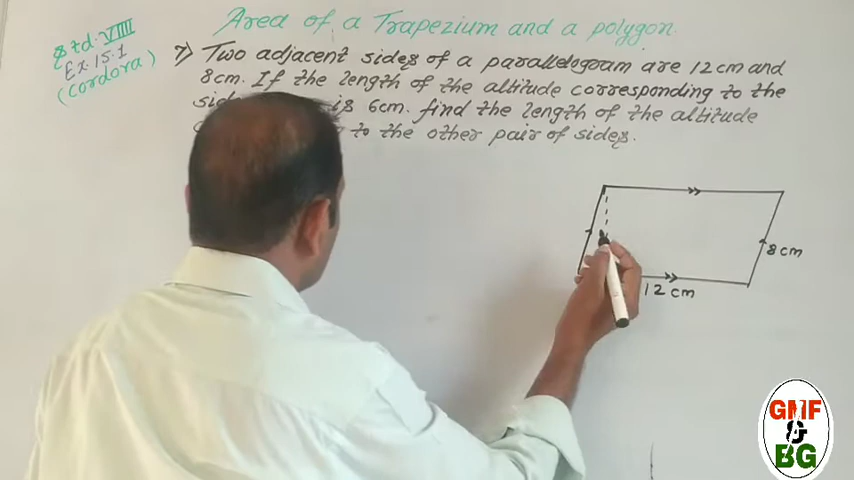 Area of a Trapezium and a polygon.
8td. VIII
Ex. 15.1
(Cordora)
7) Two adjacent sides of a parallelogram are 12 cm and
8cm. If the length of the altitude corresponding to the
is 6cm. find the length of the altitude
to the other pair of sides.
8 cm
12 cm
GMF
&
BG